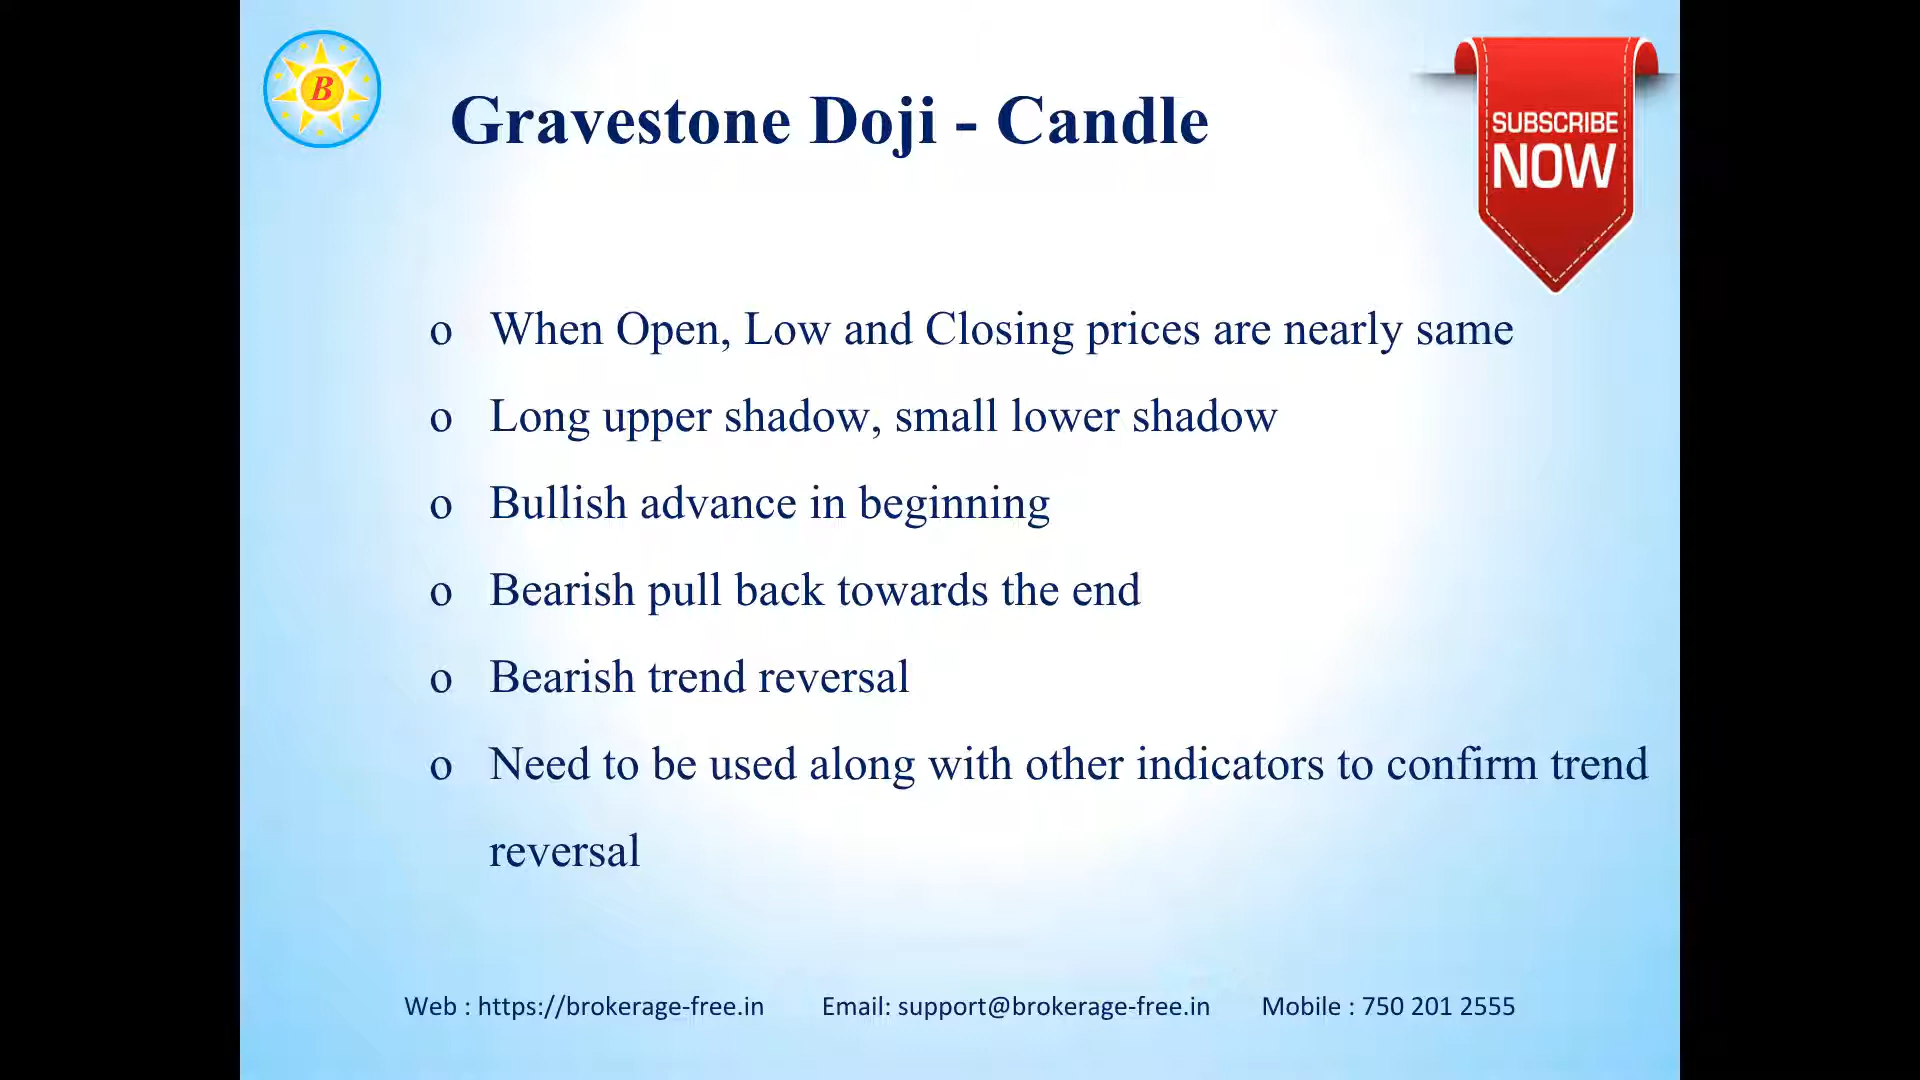 B
Gravestone Doji - Candle
SUBSCRIBE
NOW
o When Open, Low and Closing prices are nearly same
o Long upper shadow, small lower shadow
o Bullish advance in beginning
o Bearish pull back towards the end
o Bearish trend reversal
o Need to be used along with other indicators to confirm trend
reversal
Web : https://brokerage-free.in Email: support@brokerage-free.in Mobile : 750 201 2555